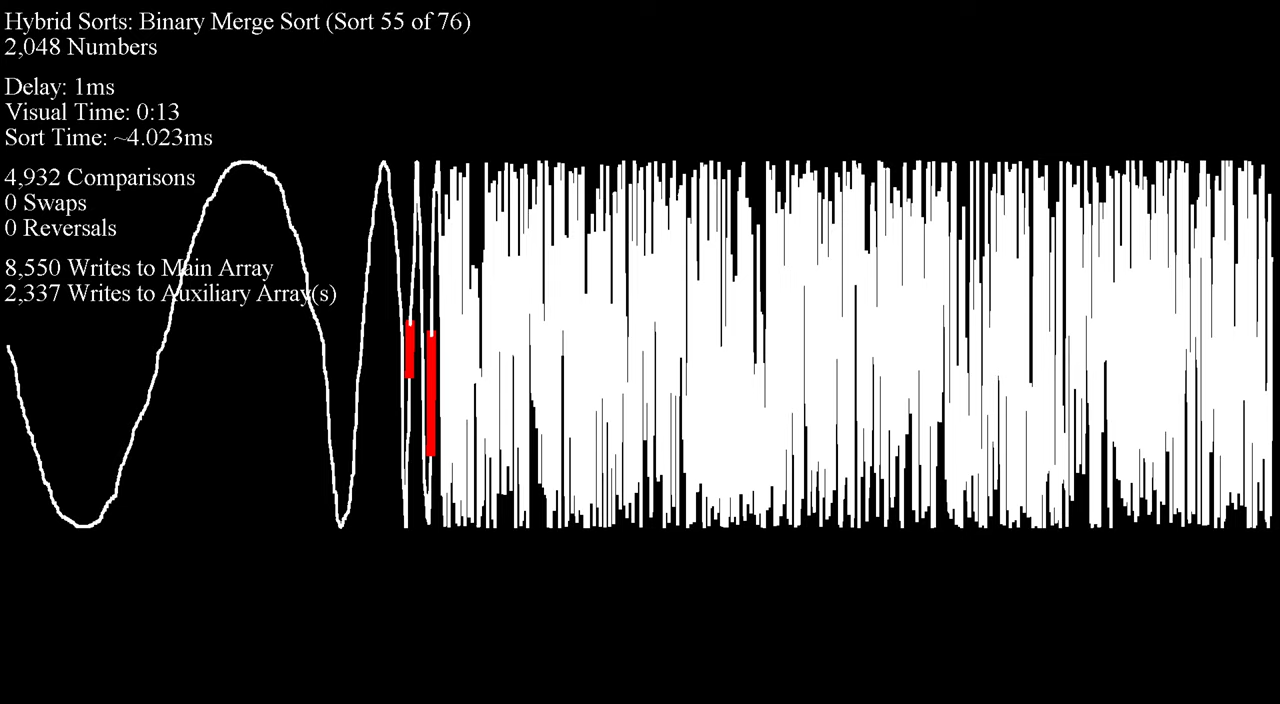 Hybrid Sorts: Binary Merge Sort (Sort 55 of 76)
2,048 Numbers
Delay: 1ms
Visual Time: 0:13
Sort Time: ~4.023ms
4,932 Comparisons
0 Swaps
0 Reversals
8,550 Writes to Main Array
2,337 Writes to Auxiliary Array(s)